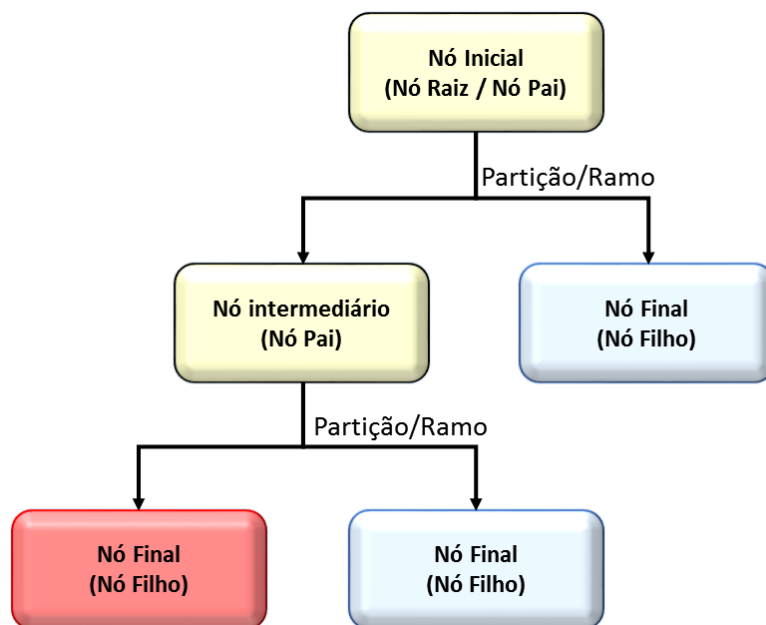 Nó Inicial
(Nó Raiz / Nó Pai)
Partição/Ramo
Nó intermediário
(Nó Pai)
Nó Final
(Nó Filho)
Partição/Ramo
Nó Final
(Nó Filho)
Nó Final
(Nó Filho)